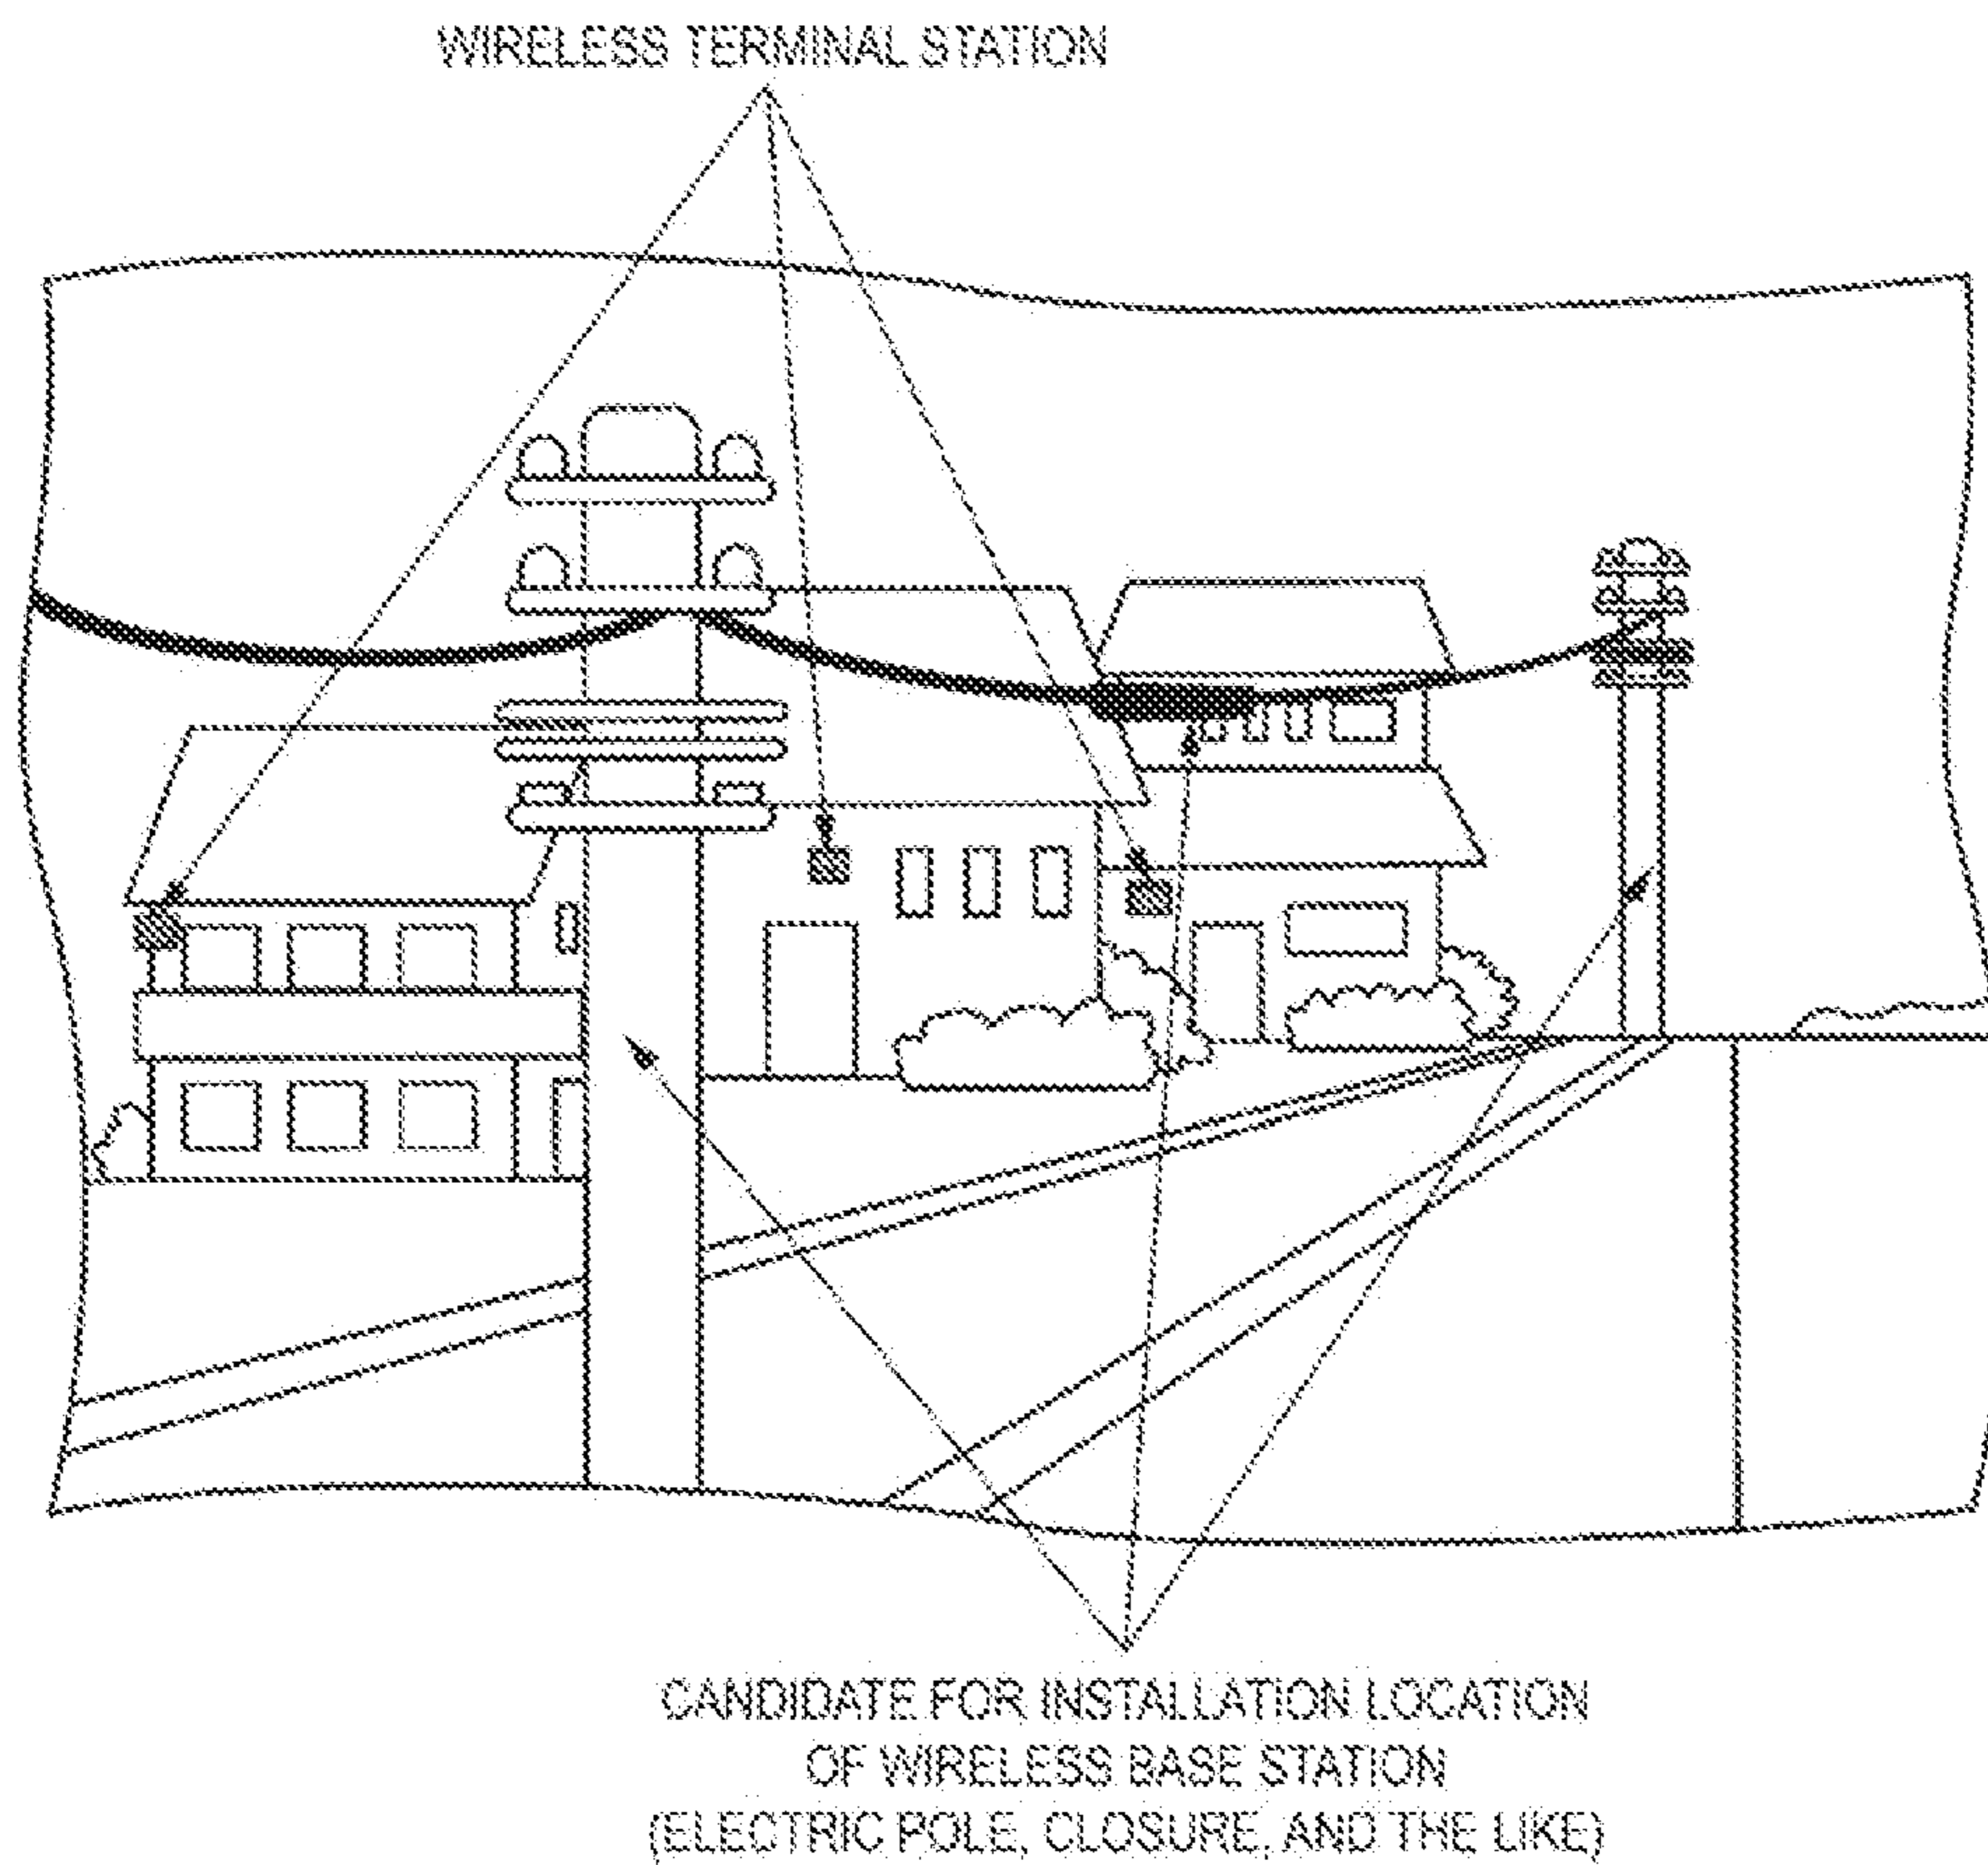 WIRELESS TERMINAL STATION
CANDIDATE FOR INSTALLATION LOCATION
OF WIRELESS BASE STATION
(ELECTRIC POLE, CLOSURE, AND THE LIKE)